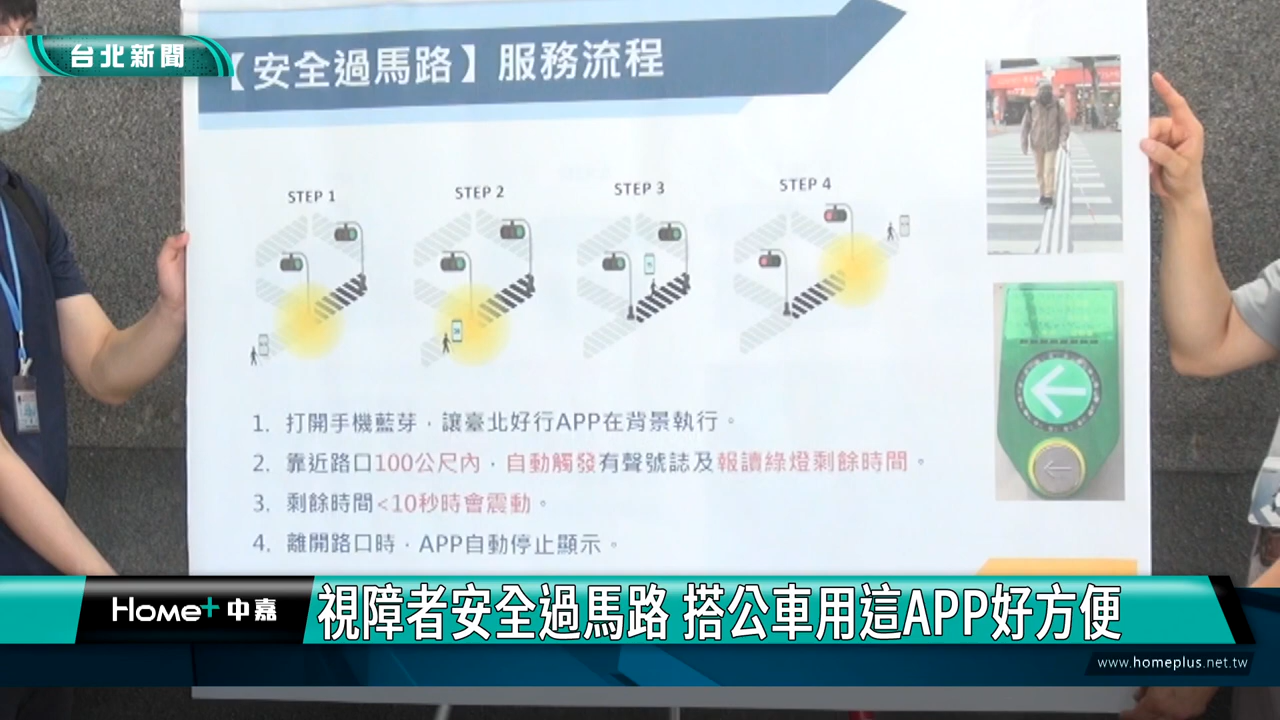 台北新聞
【安全過馬路】服務流程
STEP 1
STEP 2
STEP 3
STEP 4
1. 打開手機藍芽，讓臺北好行APP在背景執行。
2. 靠近路口100公尺內，自動觸發有聲號誌及報讀綠燈剩餘時間。
3. 剩餘時間<10秒時會震動。
4. 離開路口時，APP自動停止顯示。
Home+ 中嘉
視障者安全過馬路 搭公車用這APP好方便
www.homeplus.net.tw